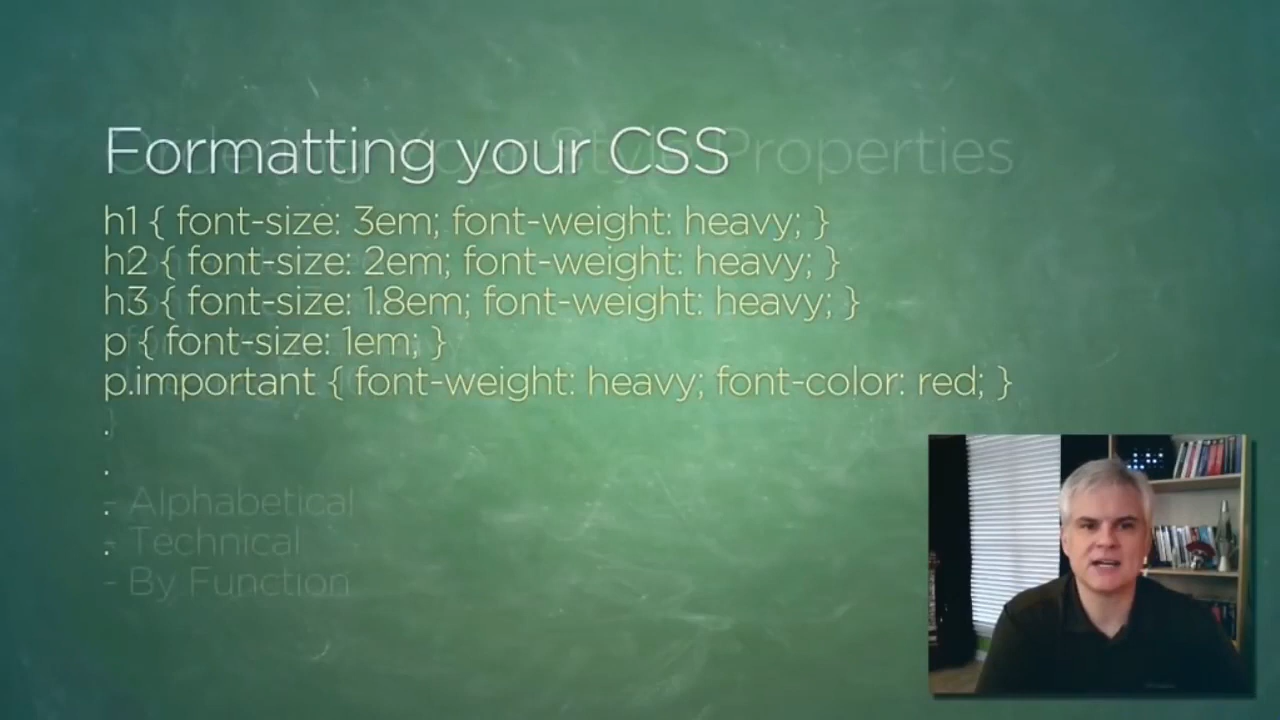 Formatting your CSS
Properties
h1 { font-size: 3em; font-weight: heavy; }
h2 { font-size: 2em; font-weight: heavy; }
h3 { font-size: 1.8em; font-weight: heavy; }
p { font-size: 1em; }
p.important { font-weight: heavy; font-color: red; }
.
.
.
.
- Alphabetical
- Technical
- By Function